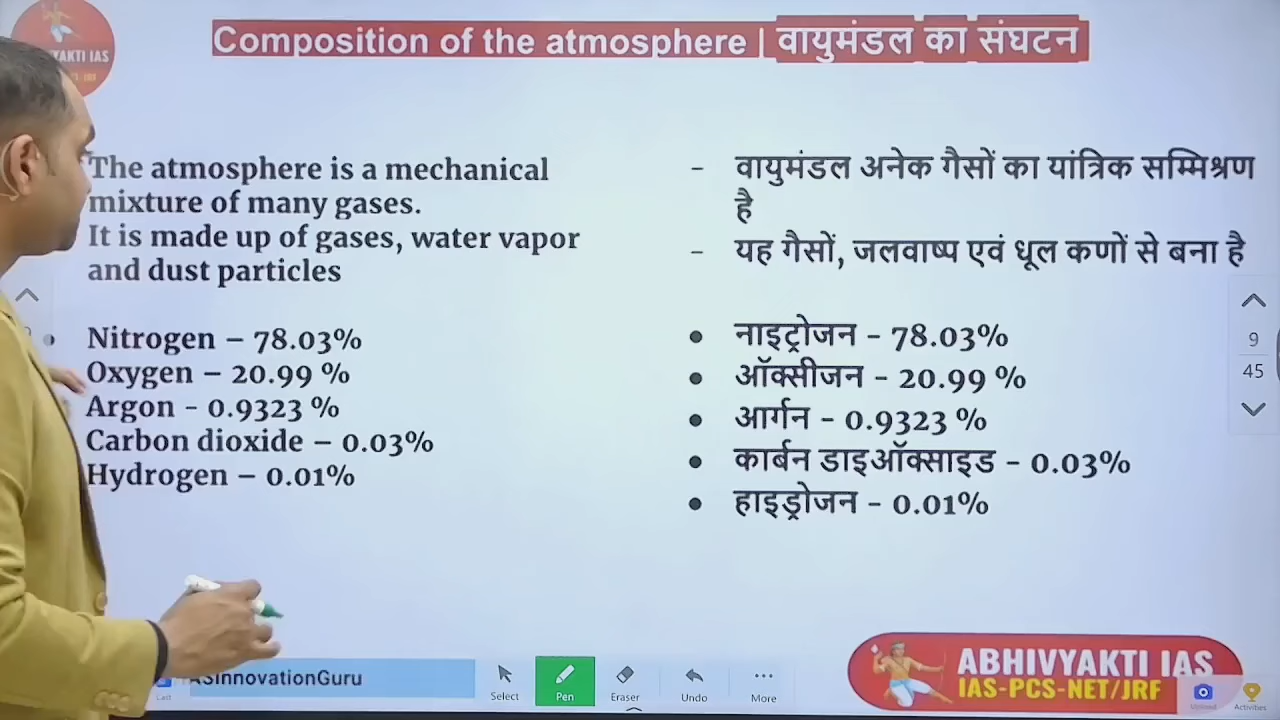 Composition of the atmosphere | वायुमंडल का संघटन
YAKTI IAS
The atmosphere is a mechanical
mixture of many gases.
It is made up of gases, water vapor
and dust particles
Nitrogen – 78.03%
Oxygen – 20.99 %
Argon - 0.9323 %
Carbon dioxide – 0.03%
Hydrogen – 0.01%
- वायुमंडल अनेक गैसों का यांत्रिक सम्मिश्रण
है
- यह गैसों, जलवाष्प एवं धूल कणों से बना है
• नाइट्रोजन - 78.03%
• ऑक्सीजन - 20.99 %
• आर्गन - 0.9323 %
• कार्बन डाइऑक्साइड - 0.03%
• हाइड्रोजन - 0.01%
9
45
ASInnovationGuru
Select
Pen
Eraser
Undo
More
ABHIVYAKTI IAS
IAS-PCS-NET/JRF
Upload
Activities